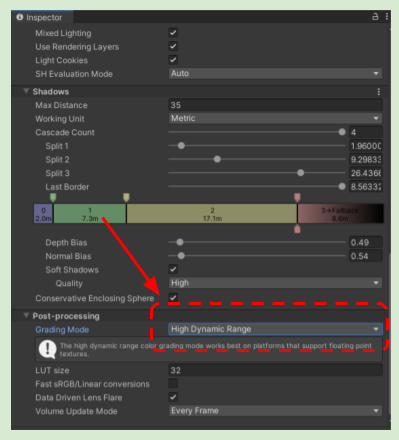 Inspector
Mixed Lighting
Use Rendering Layers
Light Cookies
SH Evaluation Mode Auto
Shadows
Max Distance 35
Working Unit Metric
Cascade Count 4
Split 1 1.9600
Split 2 9.2983
Split 3 26.436
Last Border 8.5633
0 1 2 3→Fallback
2.0m 7.3m 17.1m 8.6m
Depth Bias 0.49
Normal Bias 0.54
Soft Shadows
Quality High
Conservative Enclosing Sphere
Post-processing
Grading Mode High Dynamic Range
The high dynamic range color grading mode works best on platforms that support floating point
textures.
LUT size 32
Fast sRGB/Linear conversions
Data Driven Lens Flare
Volume Update Mode Every Frame